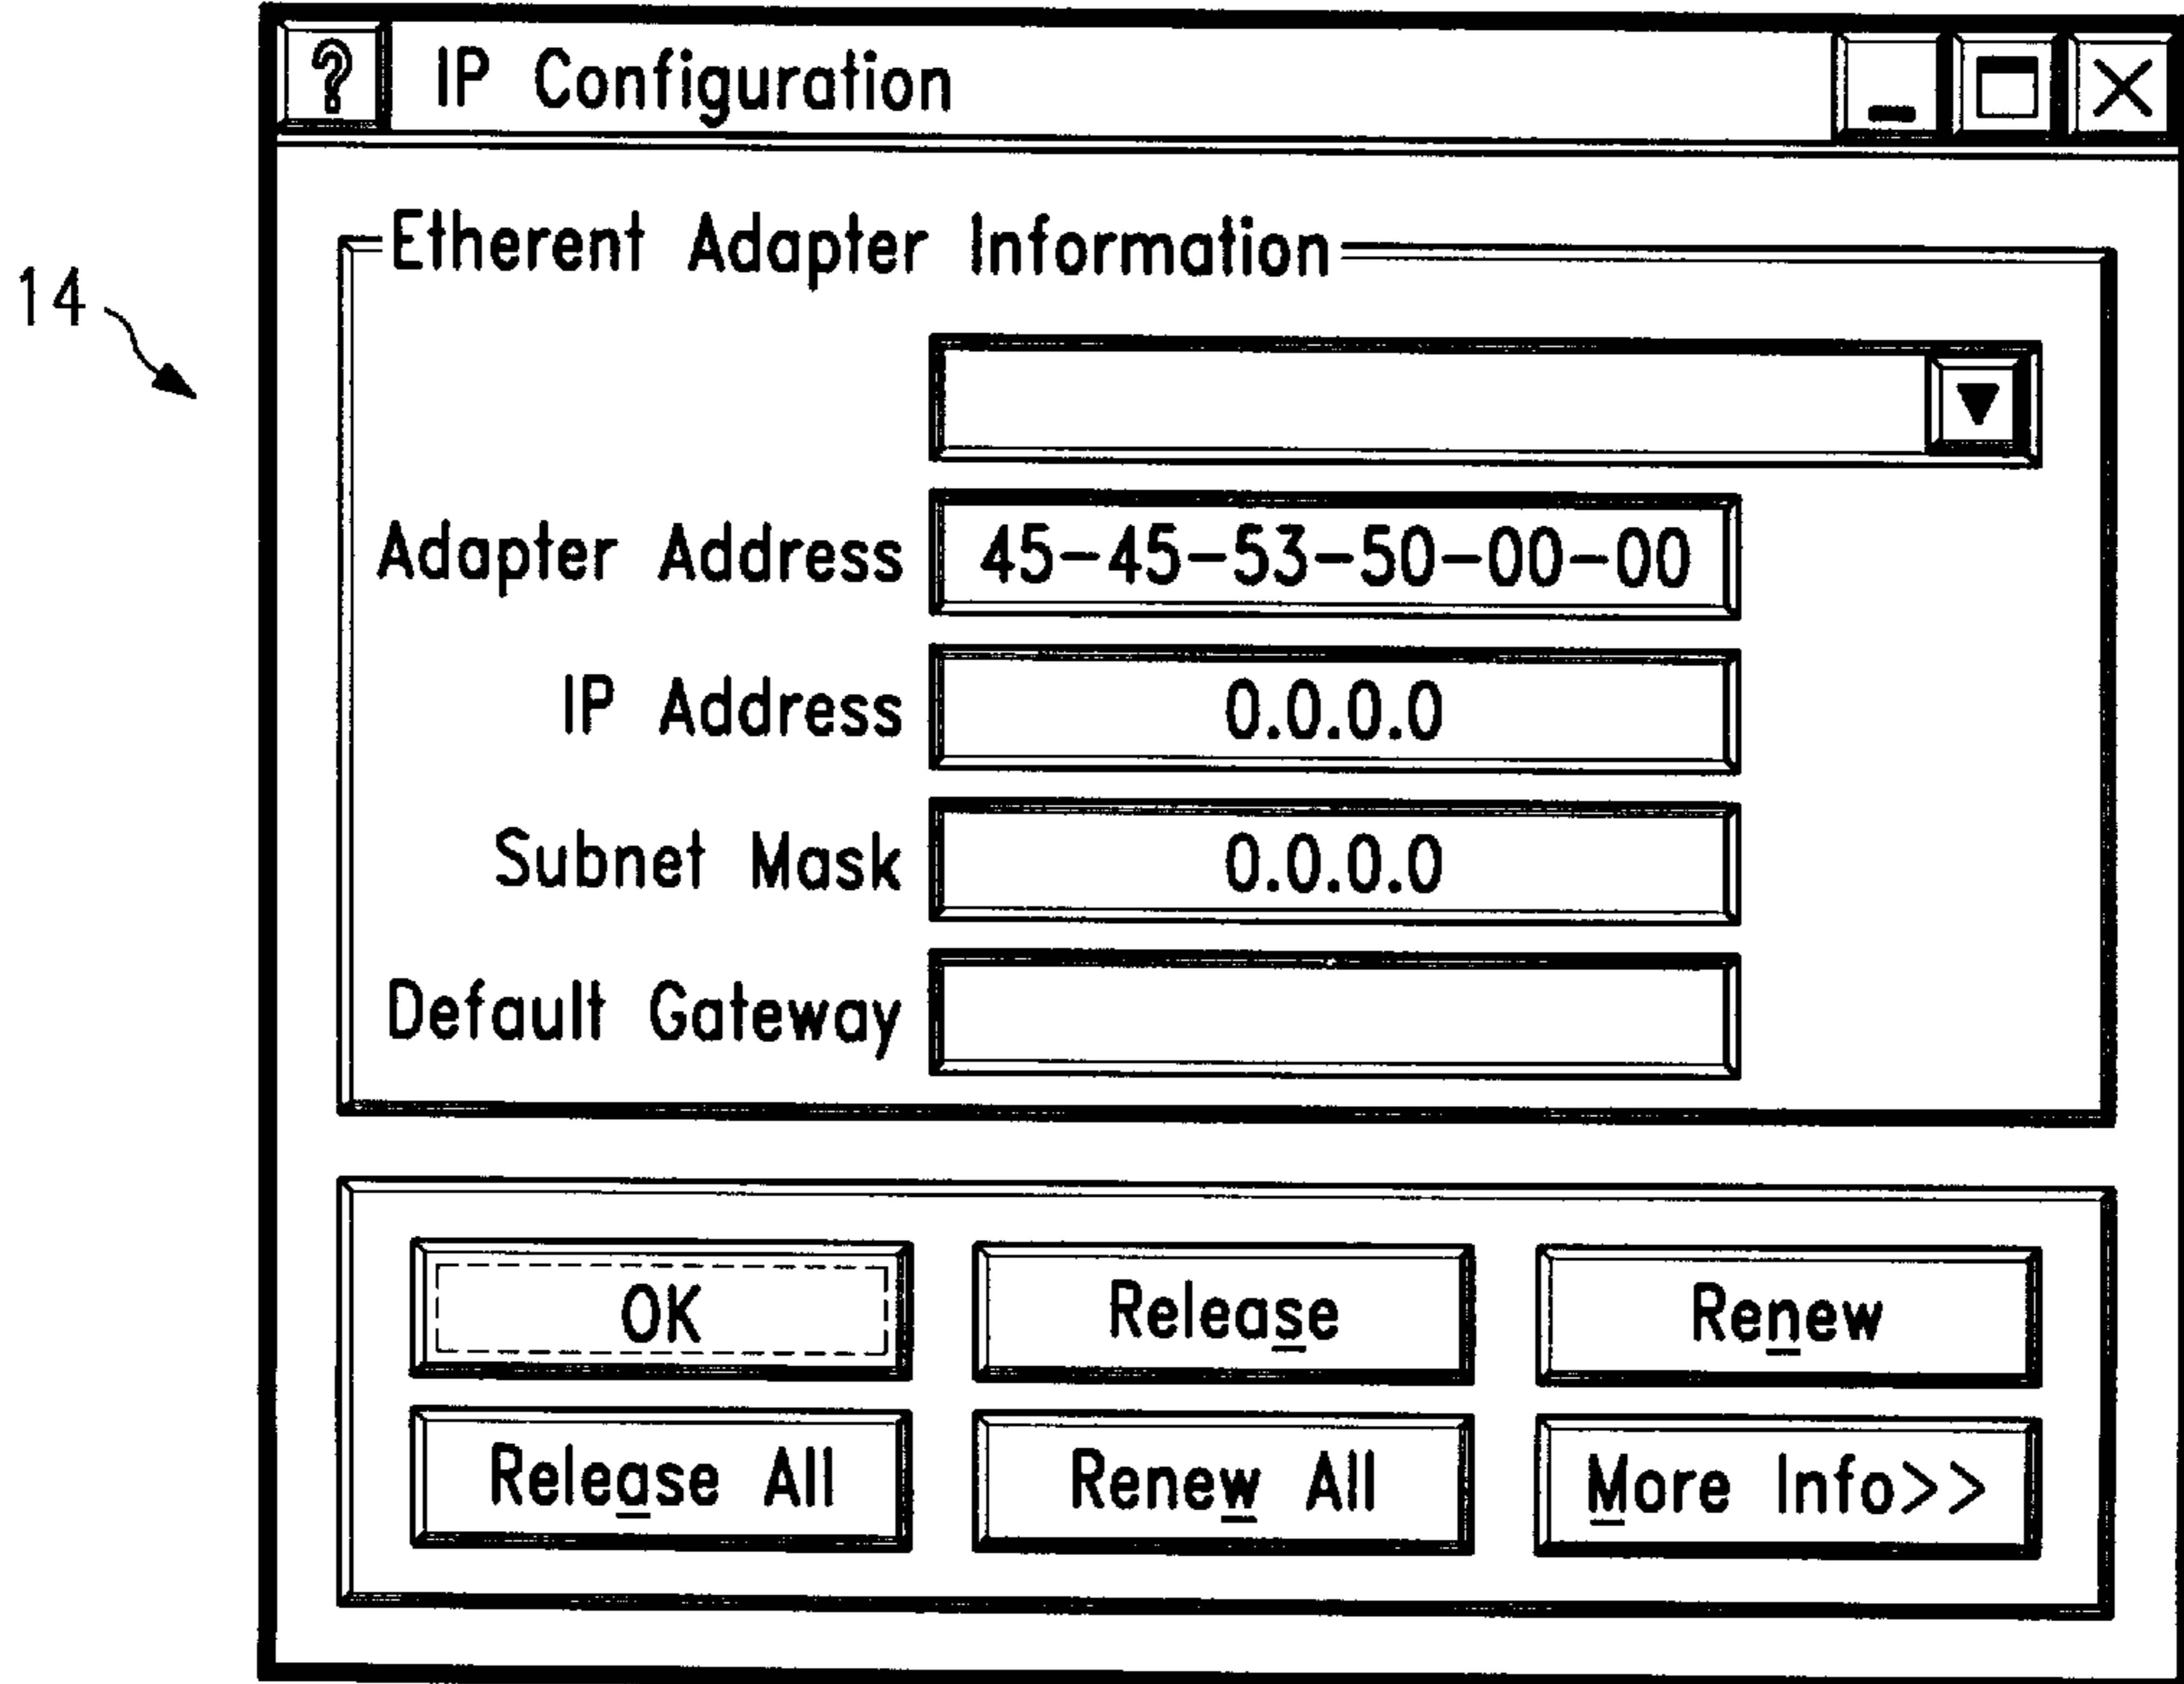 ? IP Configuration
14
Etherent Adapter Information
Adapter Address 45-45-53-50-00-00
IP Address 0.0.0.0
Subnet Mask 0.0.0.0
Default Gateway
OK Release Renew
Release All Renew All More Info>>